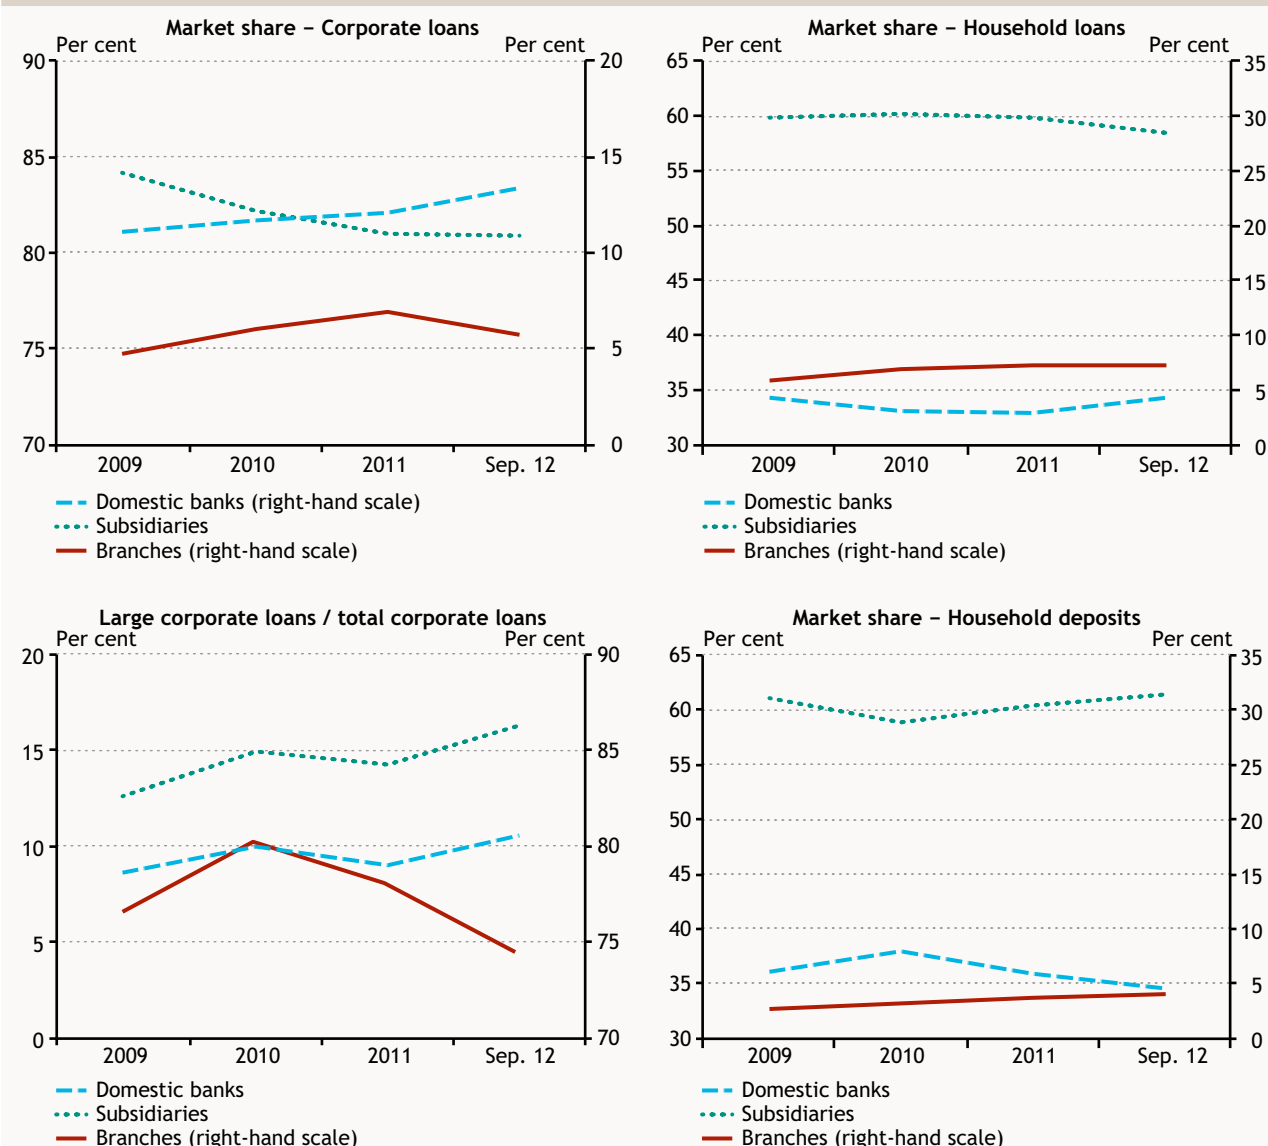 Market share – Corporate loans
Per cent Per cent
90 20
85 15
80 10
75 5
70 0
2009 2010 2011 Sep. 12
Domestic banks (right-hand scale)
Subsidiaries
Branches (right-hand scale)
Market share – Household loans
Per cent Per cent
65 35
60 30
55 25
50 20
45 15
40 10
35 5
30 0
2009 2010 2011 Sep. 12
Domestic banks
Subsidiaries
Branches (right-hand scale)
Large corporate loans / total corporate loans
Per cent Per cent
20 90
15 85
10 80
5 75
0 70
2009 2010 2011 Sep. 12
Domestic banks
Subsidiaries
Branches (right-hand scale)
Market share – Household deposits
Per cent Per cent
65 35
60 30
55 25
50 20
45 15
40 10
35 5
30 0
2009 2010 2011 Sep. 12
Domestic banks
Subsidiaries
Branches (right-hand scale)